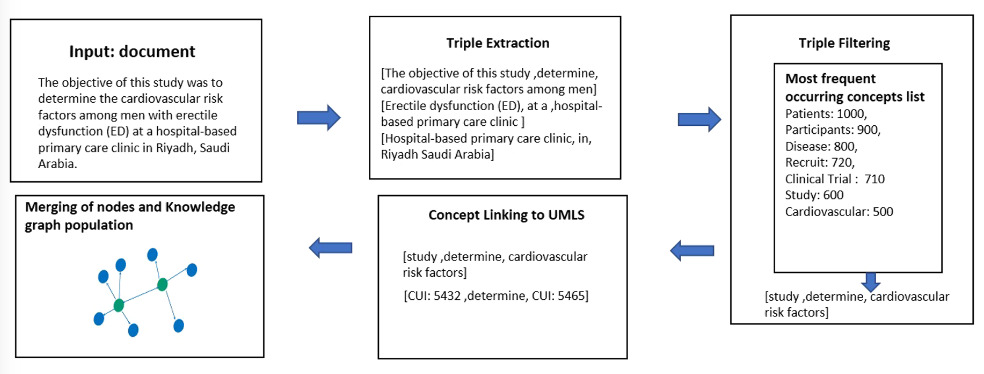 Input: document
The objective of this study was to
determine the cardiovascular risk
factors among men with erectile
dysfunction (ED) at a hospital-based
primary care clinic in Riyadh, Saudi
Arabia.
Triple Extraction
[The objective of this study ,determine,
cardiovascular risk factors among men]
[Erectile dysfunction (ED), at a ,hospital-
based primary care clinic ]
[Hospital-based primary care clinic, in,
Riyadh Saudi Arabia]
Triple Filtering
Most frequent
occurring concepts list
Patients: 1000,
Participants: 900,
Disease: 800,
Recruit: 720,
Clinical Trial : 710
Study: 600
Cardiovascular: 500
[study ,determine, cardiovascular
risk factors]
Concept Linking to UMLS
[study ,determine, cardiovascular
risk factors]
[CUI: 5432 ,determine, CUI: 5465]
Merging of nodes and Knowledge
graph population